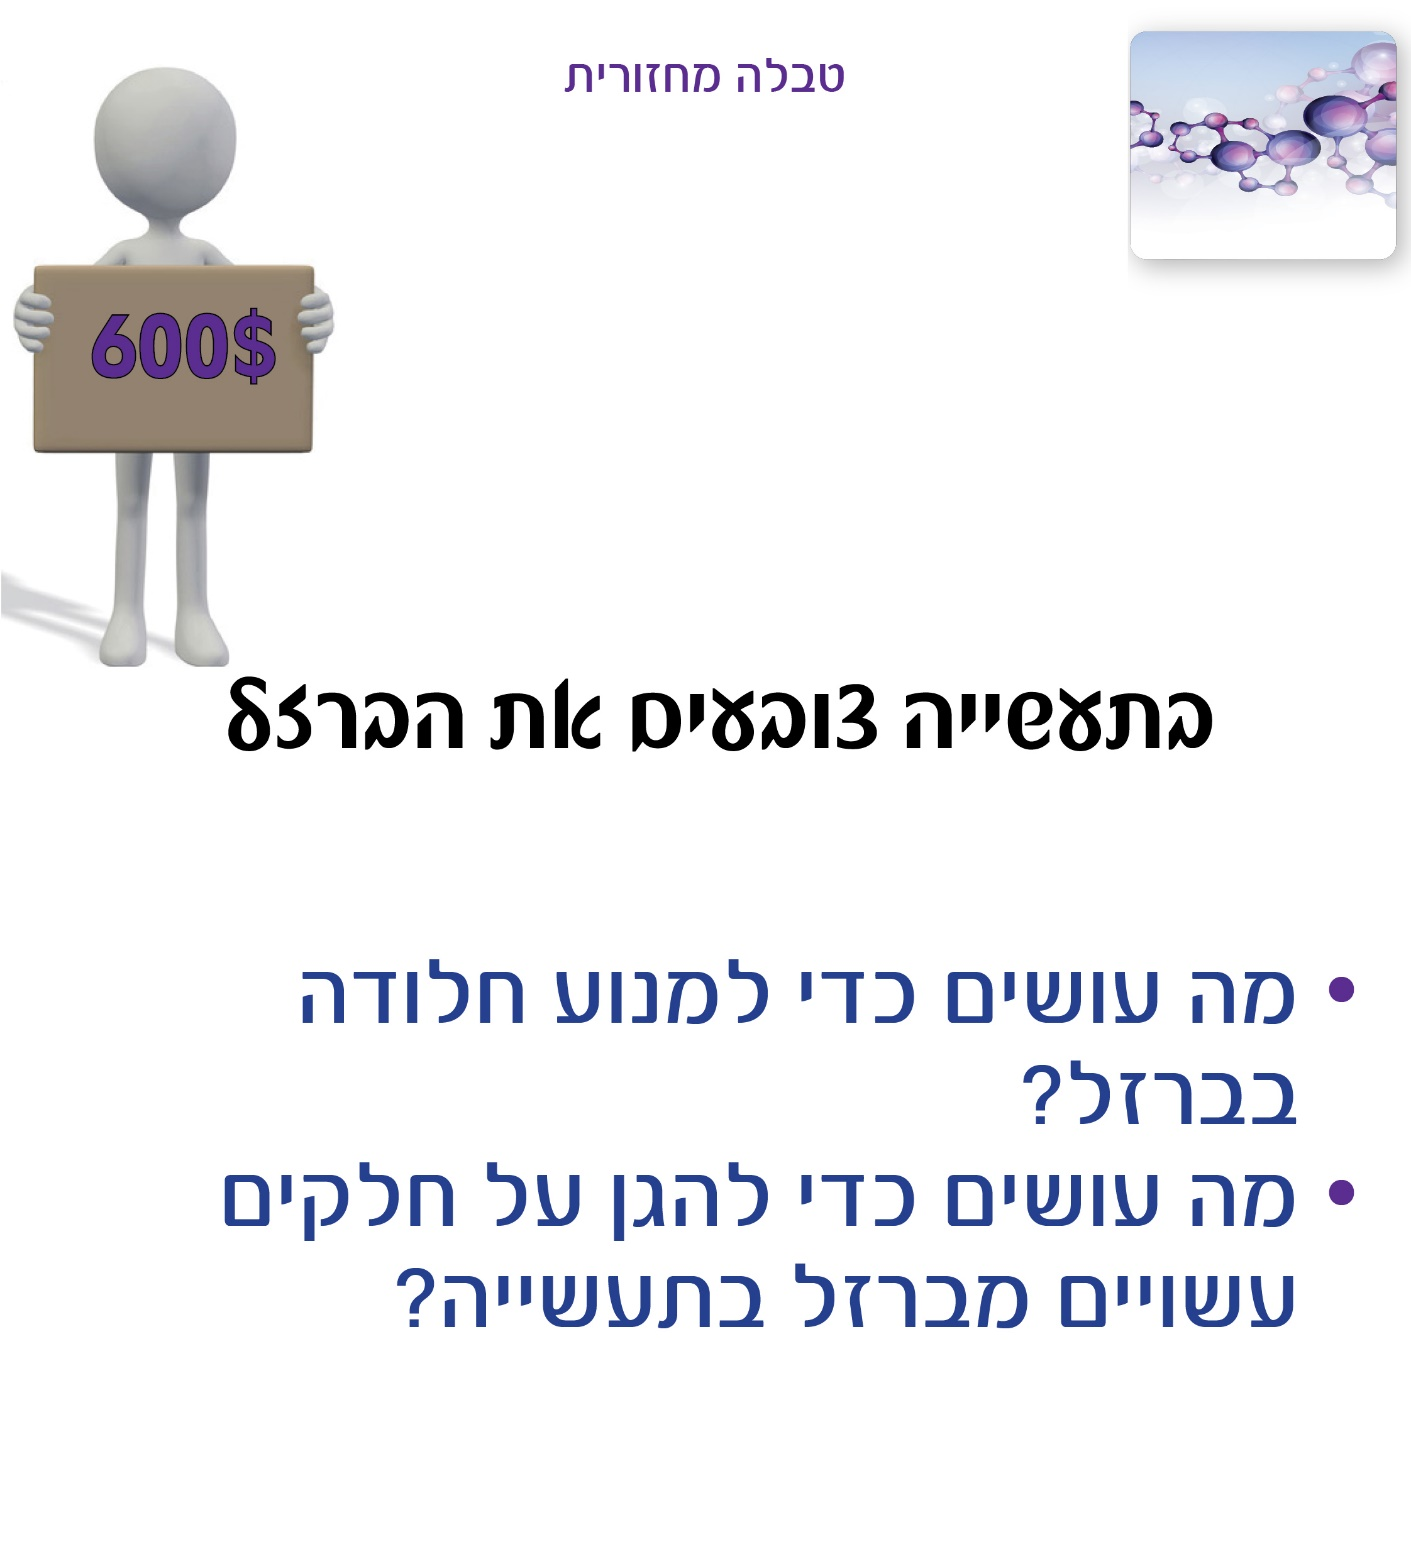 טבלה מחזורית
600$
בתעשייה צובעים את הברזל
• מה עושים כדי למנוע חלודה
בברזל?
• מה עושים כדי להגן על חלקים
עשויים מברזל בתעשייה?